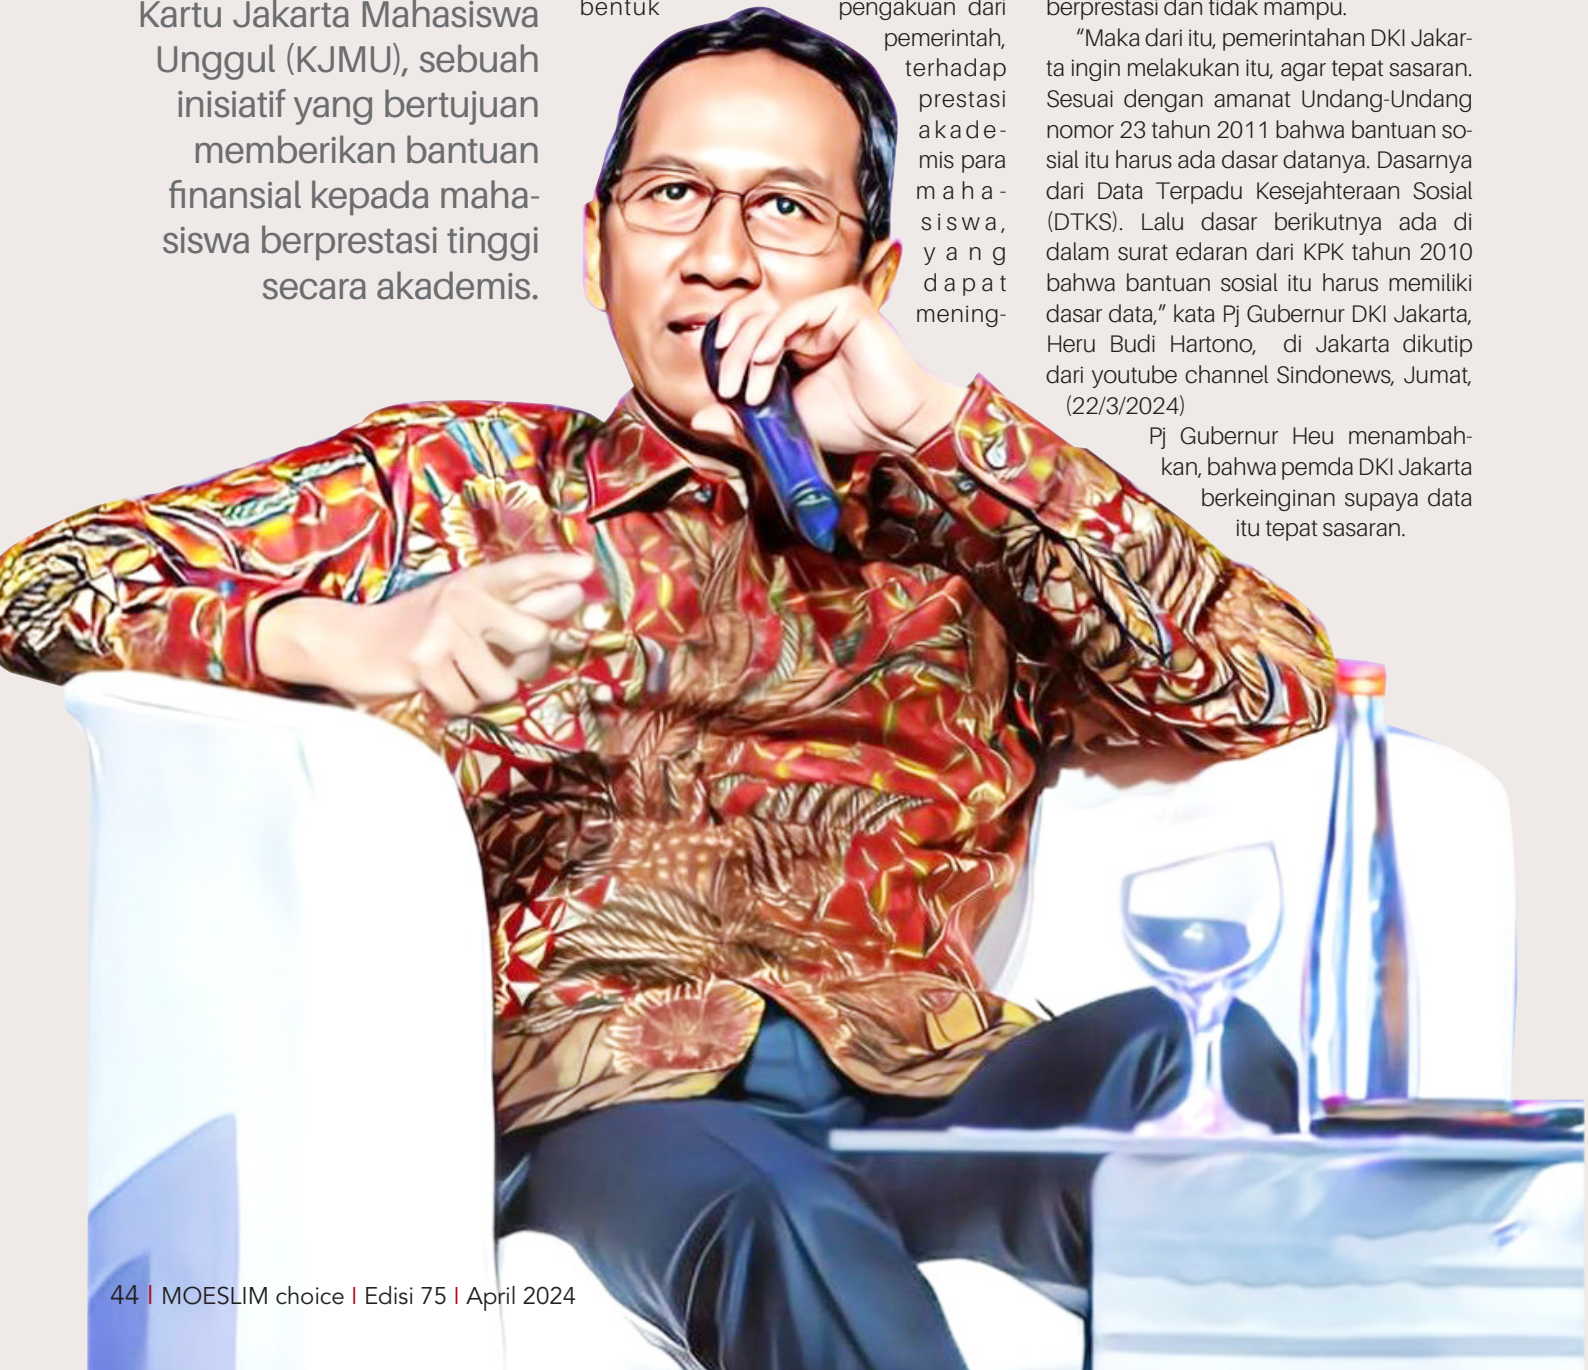 Kartu Jakarta Mahasiswa
Unggul (KJMU), sebuah
inisiatif yang bertujuan
memberikan bantuan
finansial kepada maha-
siswa berprestasi tinggi
secara akademis.
bentuk
pengakuan dari
pemerintah,
terhadap
prestasi
akade-
mis para
maha-
siswa,
yang
dapat
mening-
berprestasi dan tidak mampu.
“Maka dari itu, pemerintahan DKI Jakar-
ta ingin melakukan itu, agar tepat sasaran.
Sesuai dengan amanat Undang-Undang
nomor 23 tahun 2011 bahwa bantuan so-
sial itu harus ada dasar datanya. Dasarnya
dari Data Terpadu Kesejahteraan Sosial
(DTKS). Lalu dasar berikutnya ada di
dalam surat edaran dari KPK tahun 2010
bahwa bantuan sosial itu harus memiliki
dasar data,” kata Pj Gubernur DKI Jakarta,
Heru Budi Hartono, di Jakarta dikutip
dari youtube channel Sindonews, Jumat,
(22/3/2024)
Pj Gubernur Heu menambah-
kan, bahwa pemda DKI Jakarta
berkeinginan supaya data
itu tepat sasaran.
44 | MOESLIM choice | Edisi 75 | April 2024